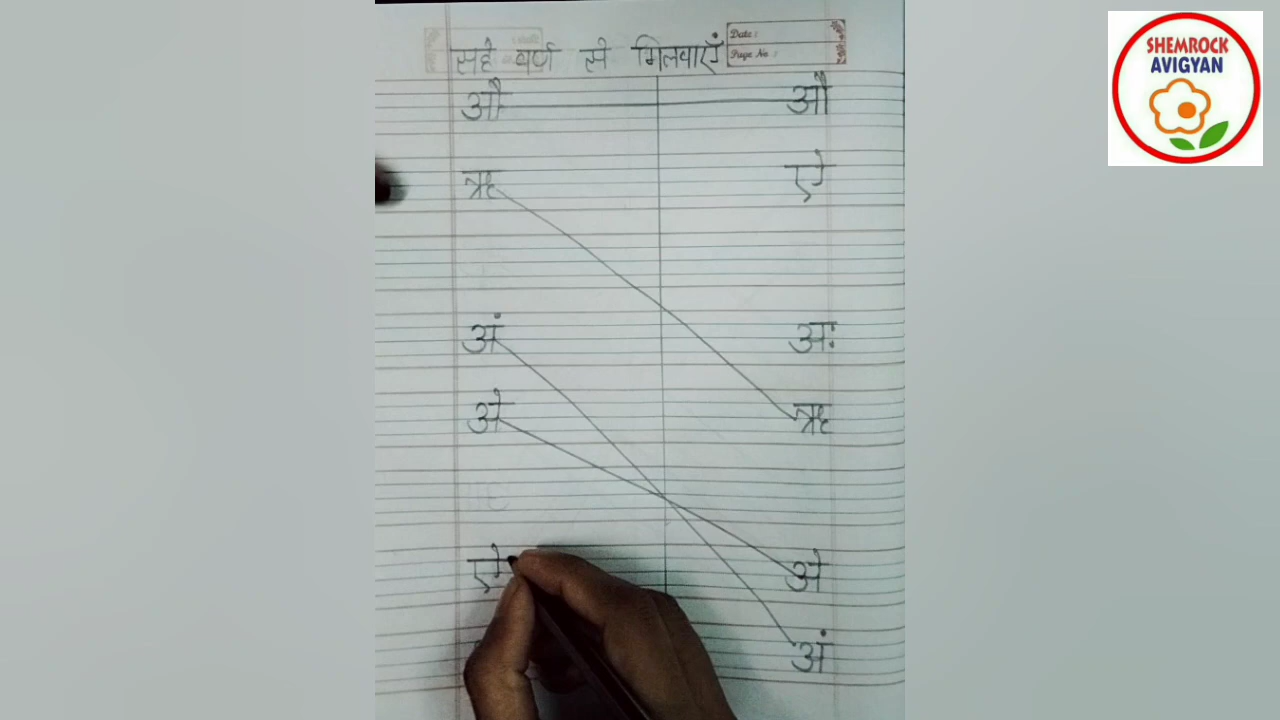 सहे वर्ण से मिलवाएँ
Date :
Page No :
SHEMROCK
AVIGYAN
औ औ
ऋ ऐ
अं अः
अे ऋ
ऐ अे
अं